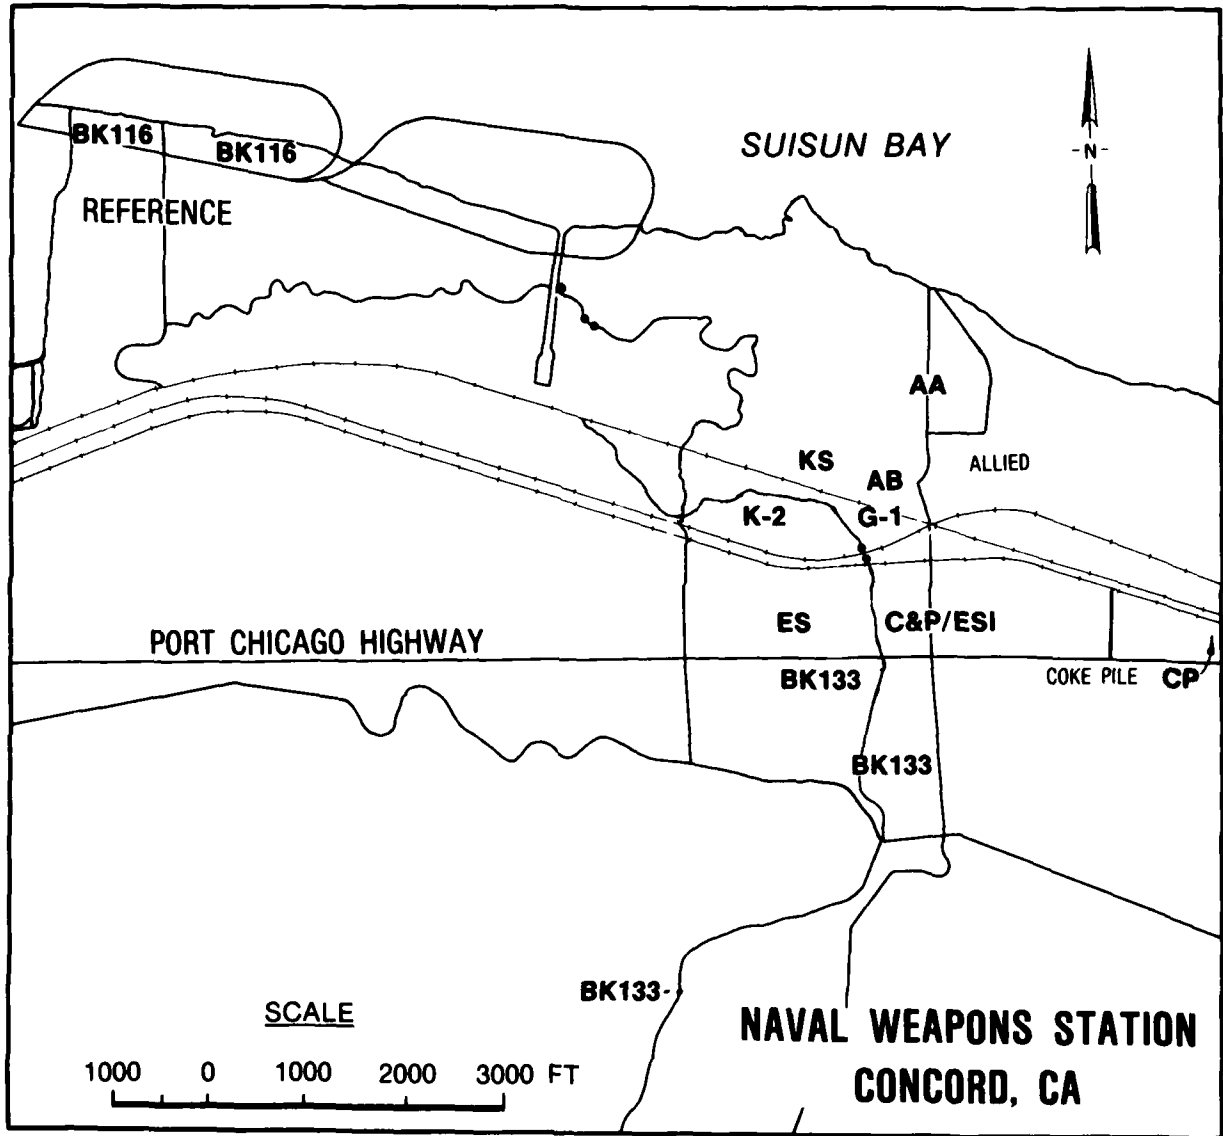 BK116
BK116
SUISUN BAY
-N-
REFERENCE
AA
KS
AB
ALLIED
K-2
G-1
ES
C&P/ESI
PORT CHICAGO HIGHWAY
BK133
COKE PILE
CP
BK133
BK133
SCALE
1000 0 1000 2000 3000 FT
NAVAL WEAPONS STATION
CONCORD, CA